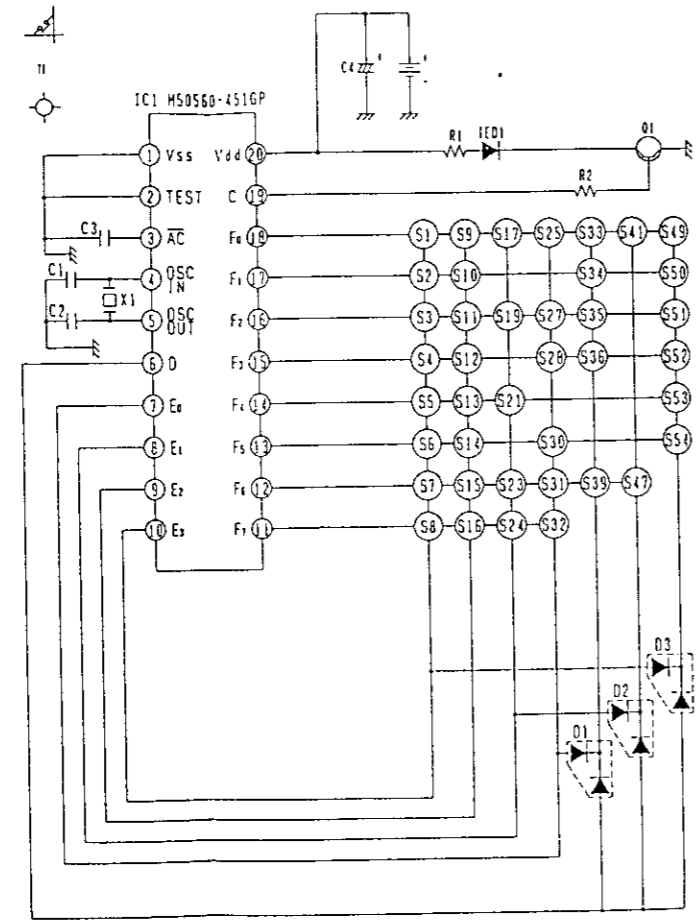 T1
C4
IC1 M50560-451GP
R1
LED1
Q1
1 Vss
Vdd 20
2 TEST
C 19
R2
C3
3 AC
F0 18
S1 S9 S17 S25 S33 S41 S49
C1
4 OSC IN
X1
F1 17
S2 S10 S34 S50
C2
5 OSC OUT
F2 16
S3 S11 S19 S27 S35 S51
6 D
F3 15
S4 S12 S28 S36 S52
7 E0
F4 14
S5 S13 S21 S53
8 E1
F5 13
S6 S14 S30 S54
9 E2
F6 12
S7 S15 S23 S31 S39 S47
10 E3
F7 11
S8 S16 S24 S32
D3
D2
D1